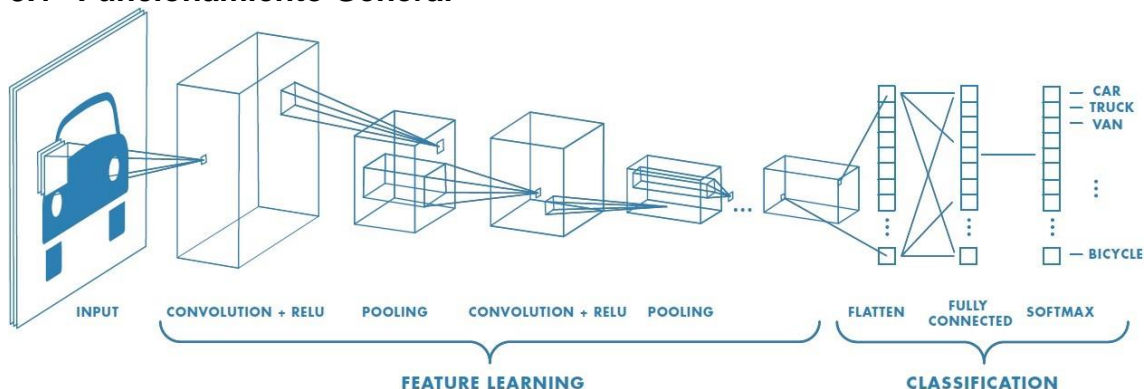 CAR
TRUCK
VAN
BICYCLE
INPUT
CONVOLUTION + RELU
POOLING
CONVOLUTION + RELU
POOLING
FLATTEN
FULLY
CONNECTED
SOFTMAX
FEATURE LEARNING
CLASSIFICATION